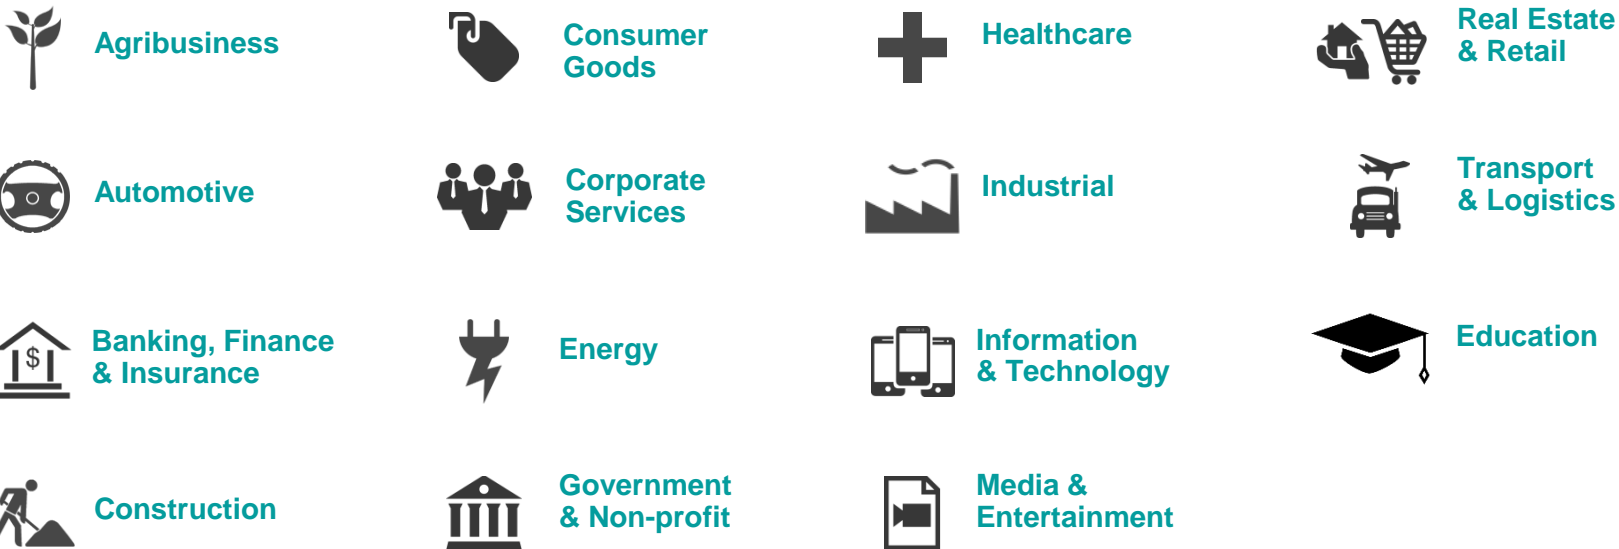 Agribusiness
Consumer
Goods
Healthcare
Real Estate
& Retail
Automotive
Corporate
Services
Industrial
Transport
& Logistics
$
Banking, Finance
& Insurance
Energy
Information
& Technology
Education
Construction
Government
& Non-profit
Media &
Entertainment